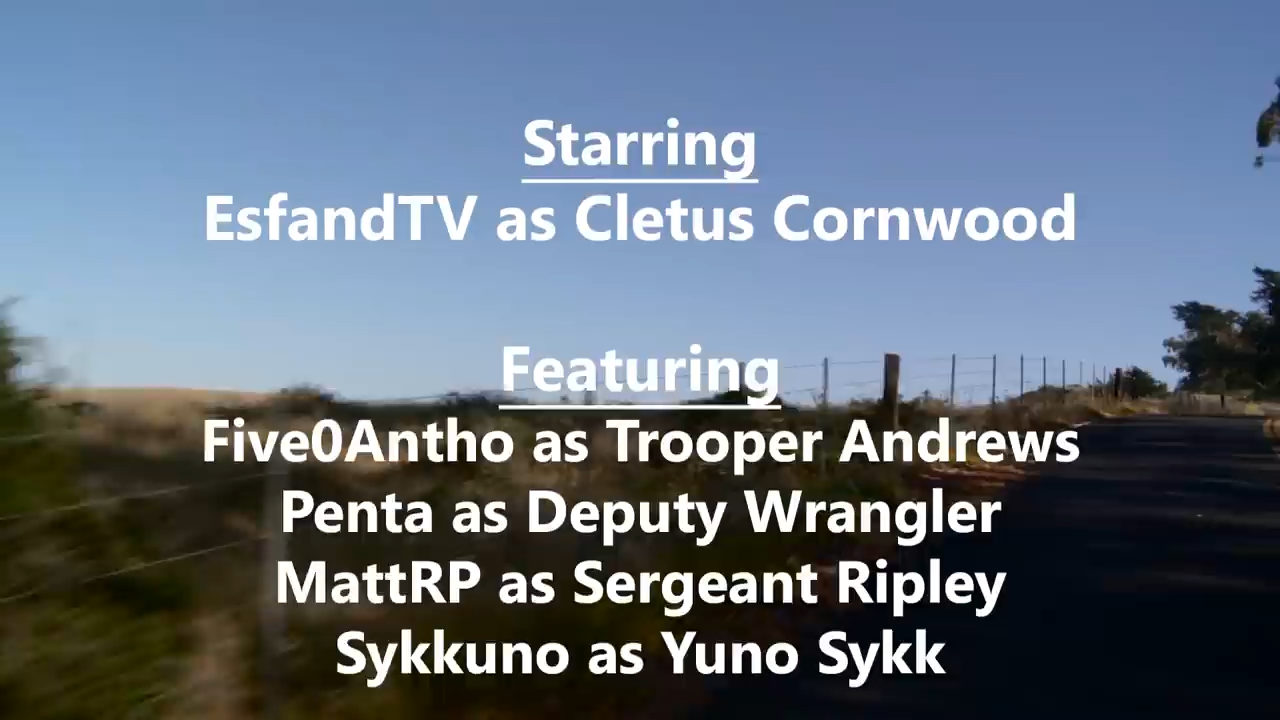 Starring
EsfandTV as Cletus Cornwood
Featuring
Five0Antho as Trooper Andrews
Penta as Deputy Wrangler
MattRP as Sergeant Ripley
Sykkuno as Yuno Sykk